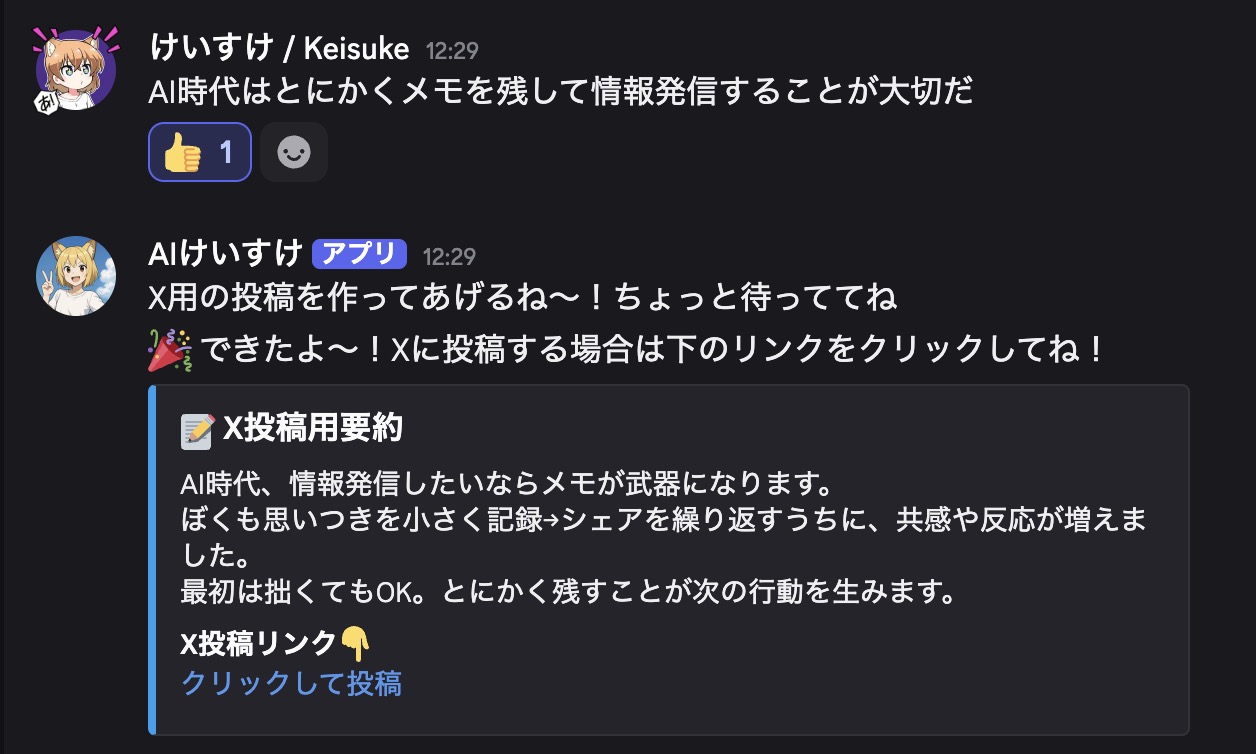 けいすけ / Keisuke 12:29
AI時代はとにかくメモを残して情報発信することが大切だ
👍 1
あ!
AIけいすけ アプリ 12:29
X用の投稿を作ってあげるね〜！ちょっと待っててね
🎉できたよ〜！Xに投稿する場合は下のリンクをクリックしてね！
📝X投稿用要約
AI時代、情報発信したいならメモが武器になります。
ぼくも思いつきを小さく記録→シェアを繰り返すうちに、共感や反応が増えま
した。
最初は拙くてもOK。とにかく残すことが次の行動を生みます。
X投稿リンク👇
クリックして投稿